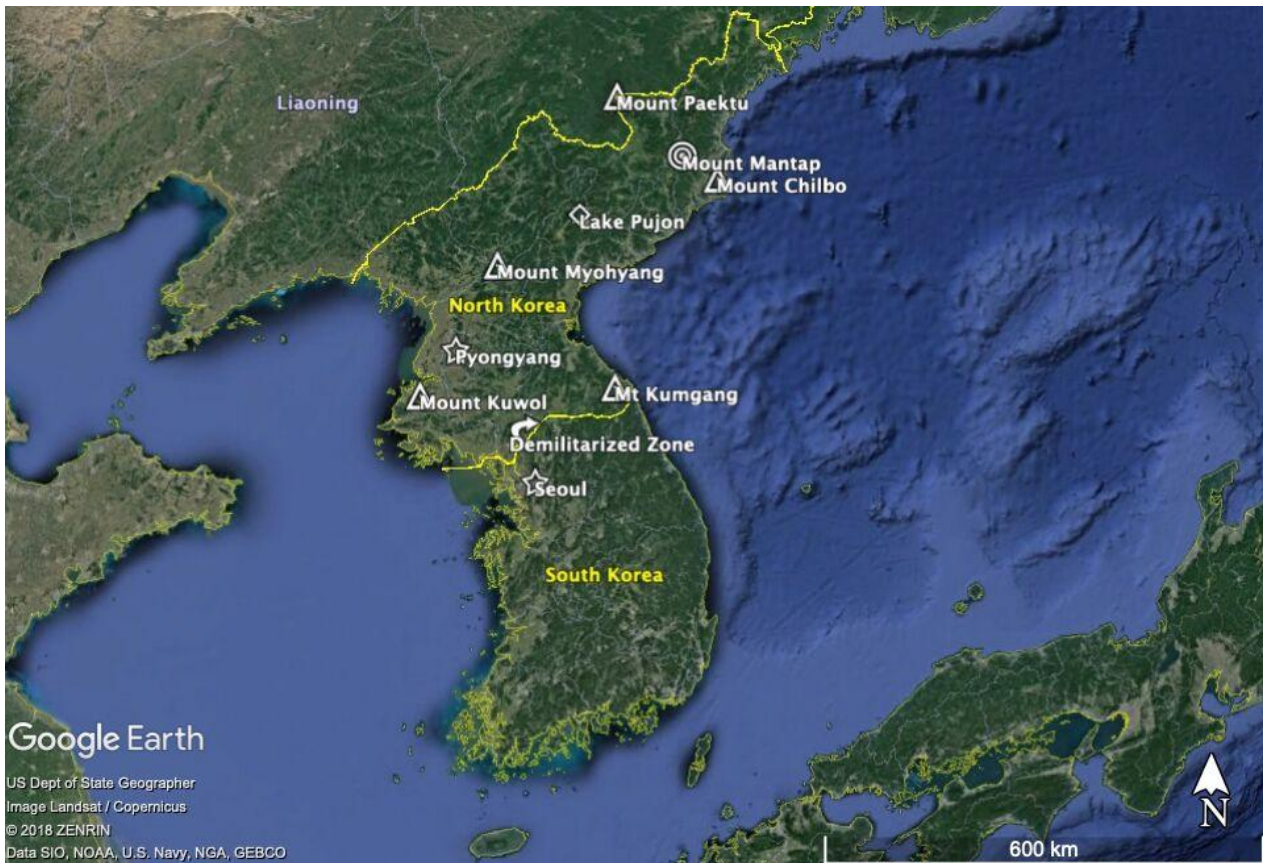 Liaoning
Mount Paektu
Mount Mantap
Mount Chilbo
Lake Pujon
Mount Myohyang
North Korea
Pyongyang
Mount Kuwol
Mt Kumgang
Demilitarized Zone
Seoul
South Korea
Google Earth
US Dept of State Geographer
Image Landsat / Copernicus
© 2018 ZENRIN
Data SIO, NOAA, U.S. Navy, NGA, GEBCO
N
600 km